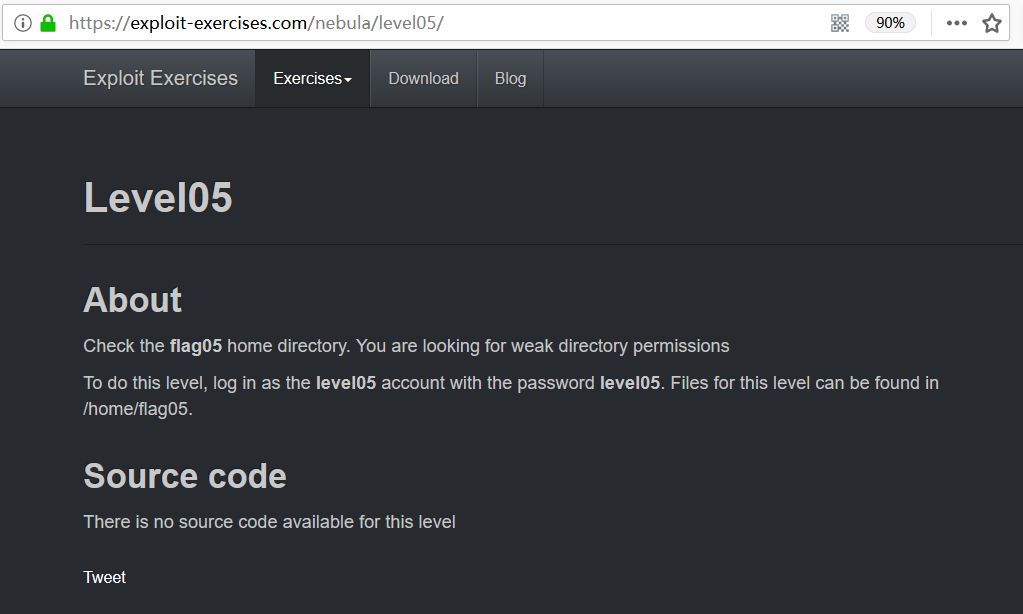 https://exploit-exercises.com/nebula/level05/
90%
Exploit Exercises
Exercises
Download
Blog
Level05
About
Check the flag05 home directory. You are looking for weak directory permissions
To do this level, log in as the level05 account with the password level05. Files for this level can be found in
/home/flag05.
Source code
There is no source code available for this level
Tweet